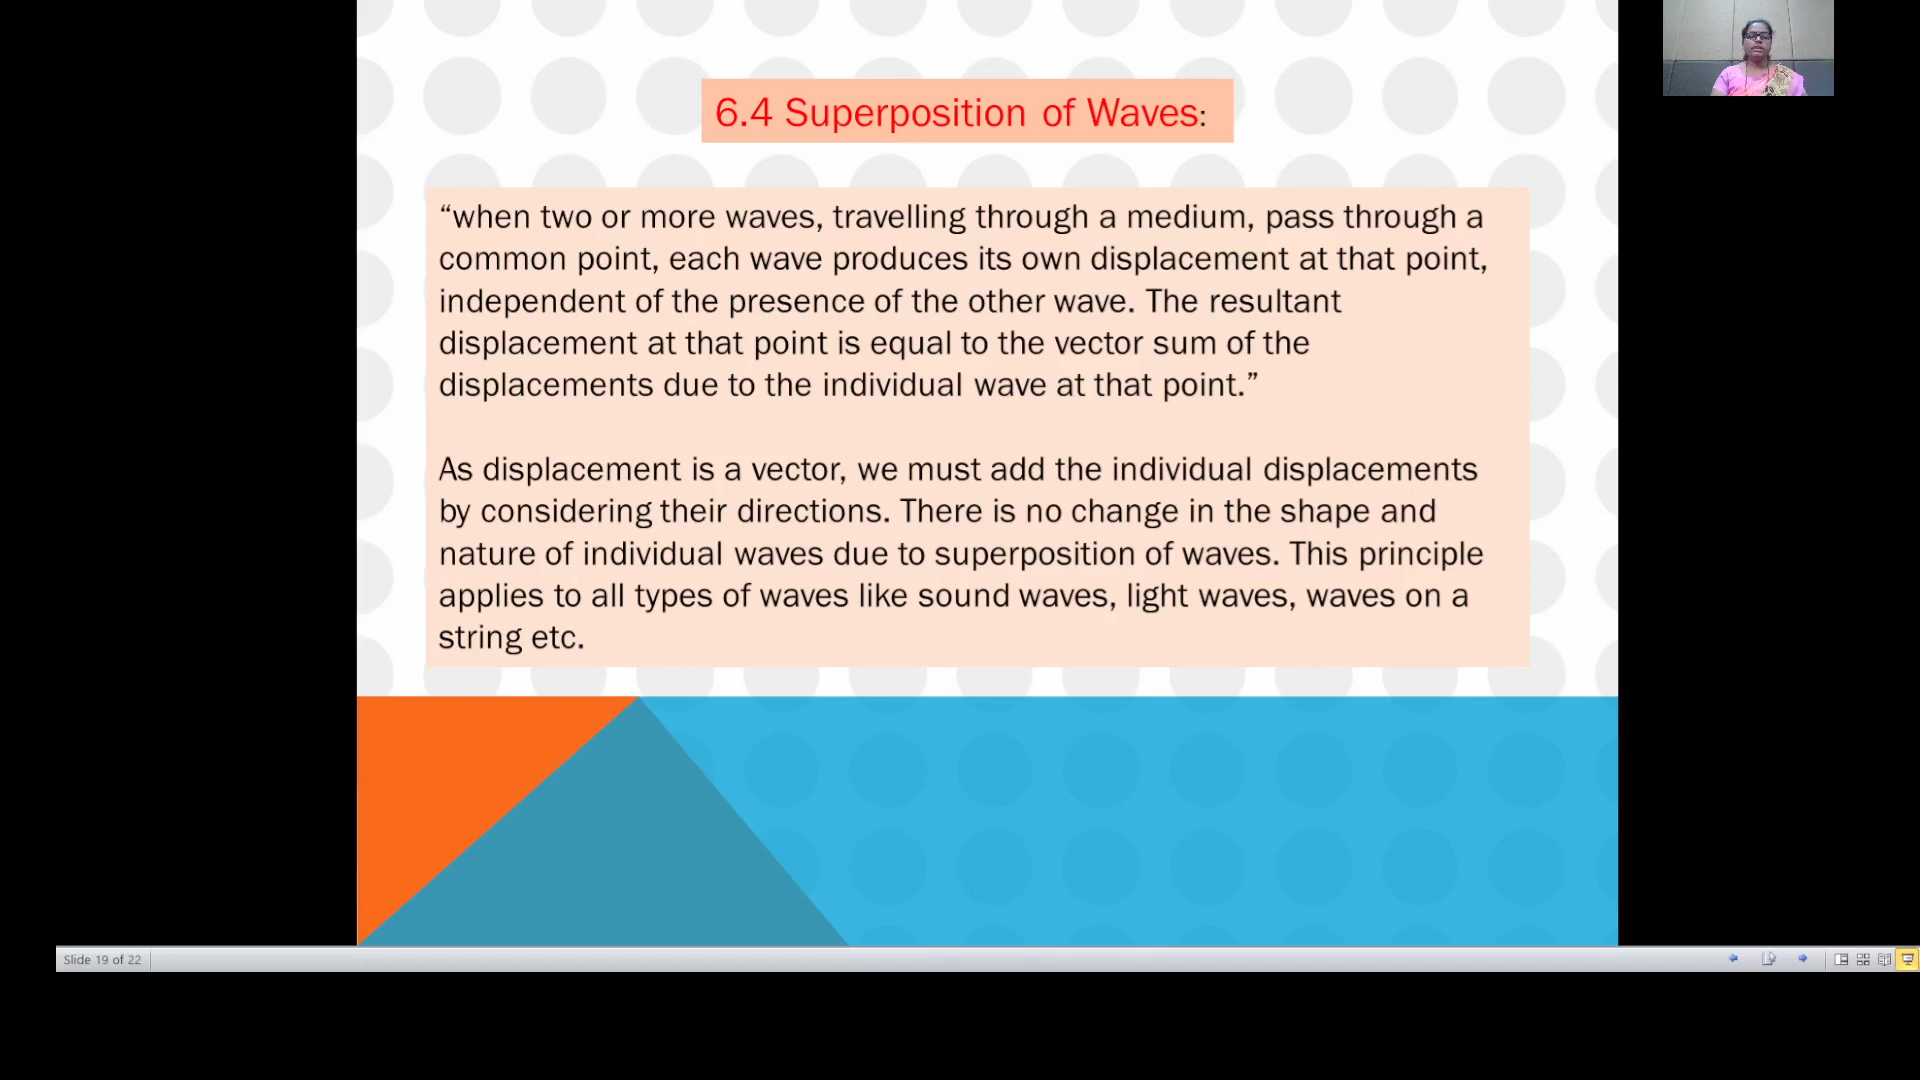 6.4 Superposition of Waves:
“when two or more waves, travelling through a medium, pass through a
common point, each wave produces its own displacement at that point,
independent of the presence of the other wave. The resultant
displacement at that point is equal to the vector sum of the
displacements due to the individual wave at that point.”
As displacement is a vector, we must add the individual displacements
by considering their directions. There is no change in the shape and
nature of individual waves due to superposition of waves. This principle
applies to all types of waves like sound waves, light waves, waves on a
string etc.
Slide 19 of 22